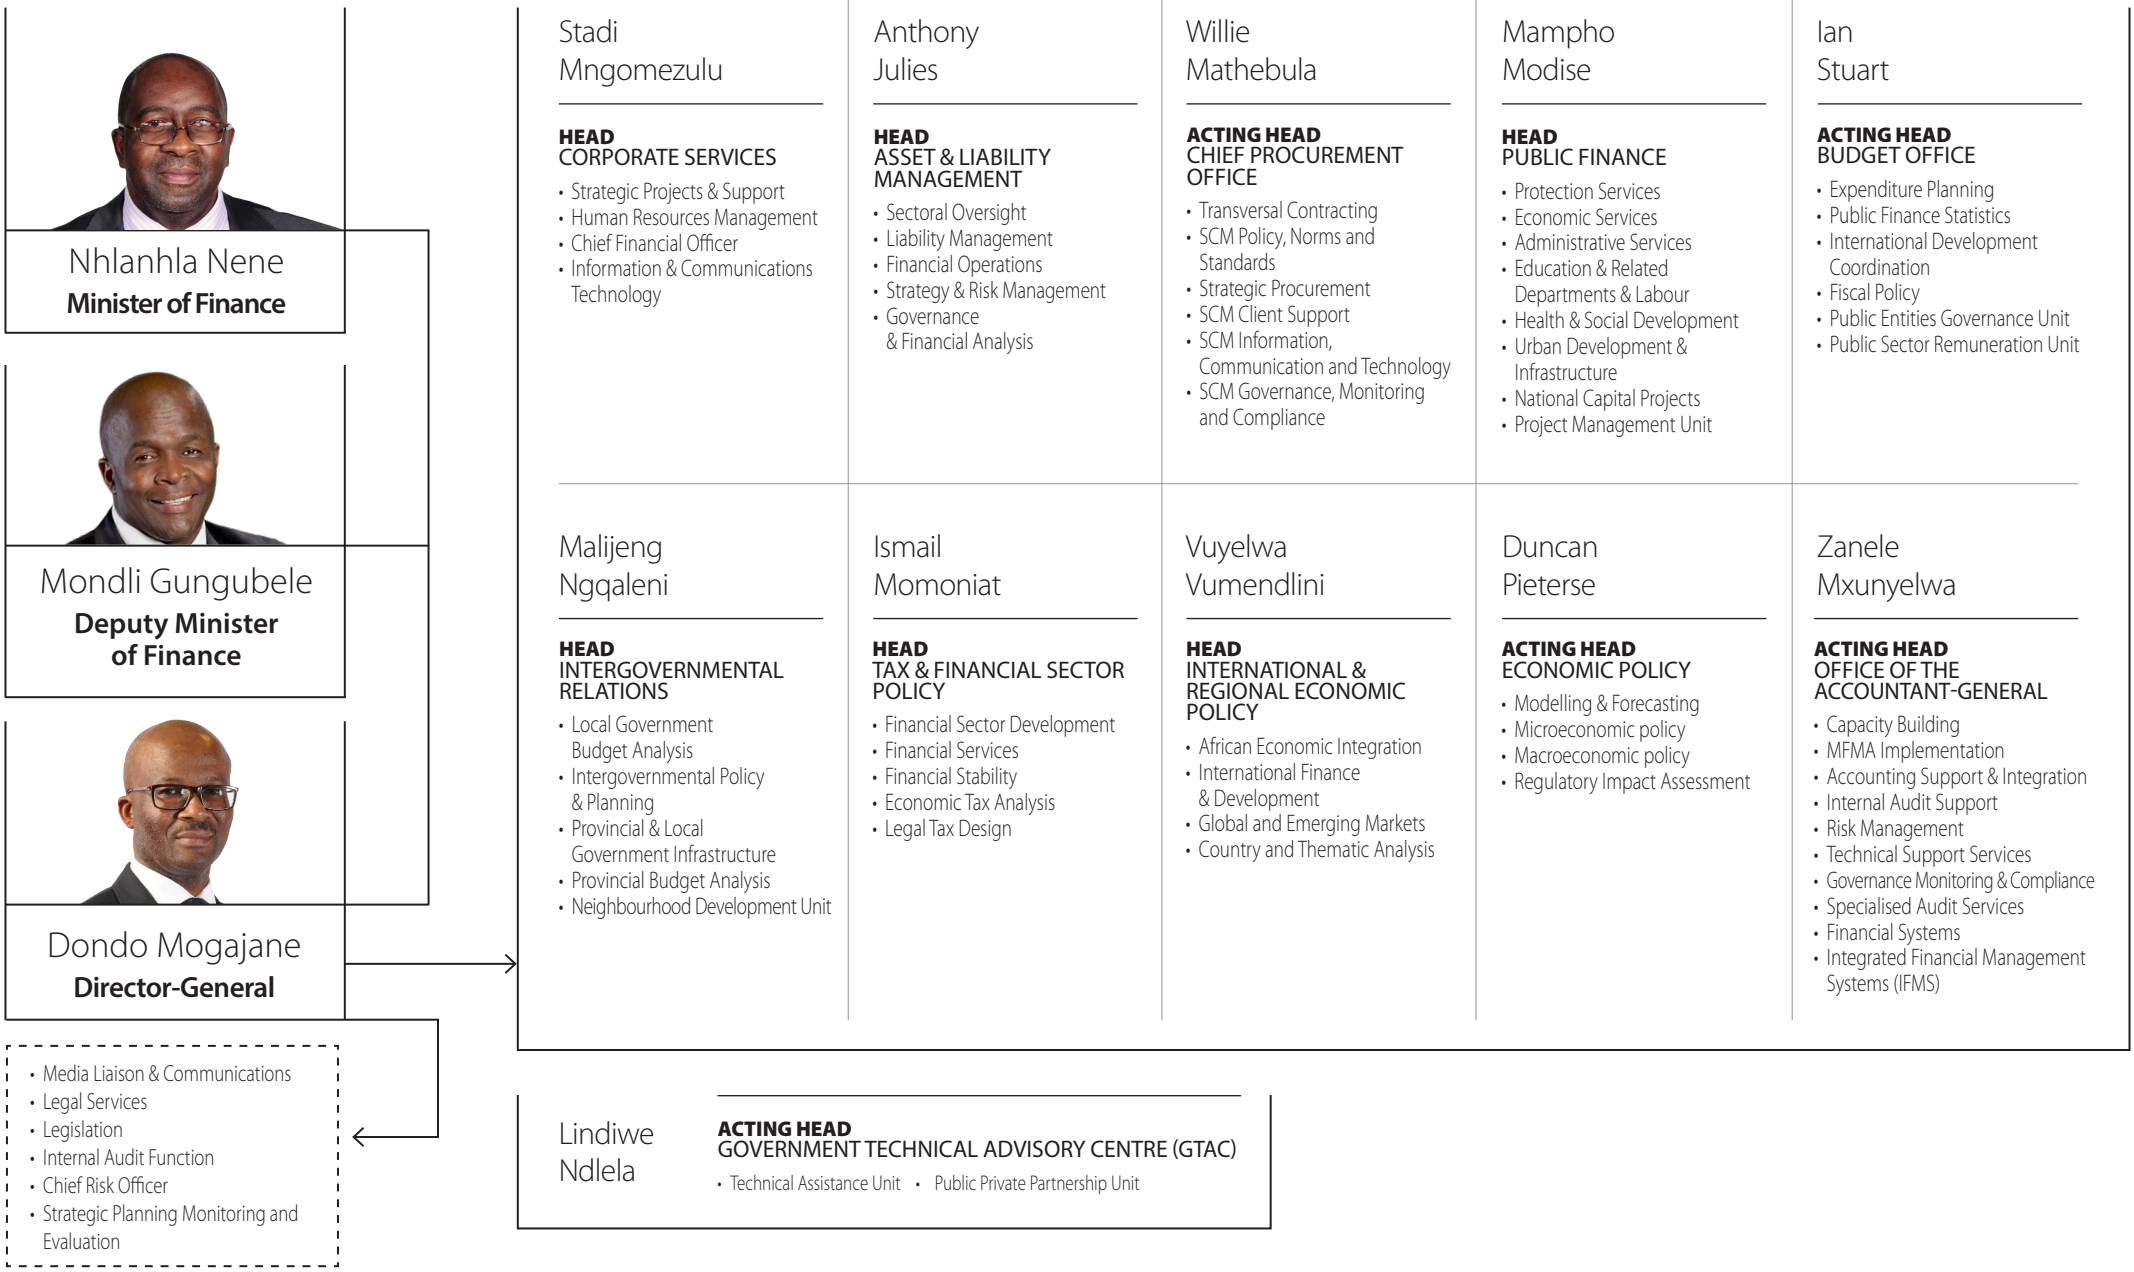 Nhlanhla Nene
Minister of Finance
Mondli Gungubele
Deputy Minister
of Finance
Dondo Mogajane
Director-General
• Media Liaison & Communications
• Legal Services
• Legislation
• Internal Audit Function
• Chief Risk Officer
• Strategic Planning Monitoring and
Evaluation
Stadi
Mngomezulu
HEAD
CORPORATE SERVICES
• Strategic Projects & Support
• Human Resources Management
• Chief Financial Officer
• Information & Communications
Technology
Anthony
Julies
HEAD
ASSET & LIABILITY
MANAGEMENT
• Sectoral Oversight
• Liability Management
• Financial Operations
• Strategy & Risk Management
• Governance
& Financial Analysis
Willie
Mathebula
ACTING HEAD
CHIEF PROCUREMENT
OFFICE
• Transversal Contracting
• SCM Policy, Norms and
Standards
• Strategic Procurement
• SCM Client Support
• SCM Information,
Communication and Technology
• SCM Governance, Monitoring
and Compliance
Mampho
Modise
HEAD
PUBLIC FINANCE
• Protection Services
• Economic Services
• Administrative Services
• Education & Related
Departments & Labour
• Health & Social Development
• Urban Development &
Infrastructure
• National Capital Projects
• Project Management Unit
Ian
Stuart
ACTING HEAD
BUDGET OFFICE
• Expenditure Planning
• Public Finance Statistics
• International Development
Coordination
• Fiscal Policy
• Public Entities Governance Unit
• Public Sector Remuneration Unit
Malijeng
Ngqaleni
HEAD
INTERGOVERNMENTAL
RELATIONS
• Local Government
Budget Analysis
• Intergovernmental Policy
& Planning
• Provincial & Local
Government Infrastructure
• Provincial Budget Analysis
• Neighbourhood Development Unit
Ismail
Momoniat
HEAD
TAX & FINANCIAL SECTOR
POLICY
• Financial Sector Development
• Financial Services
• Financial Stability
• Economic Tax Analysis
• Legal Tax Design
Vuyelwa
Vumendlini
HEAD
INTERNATIONAL &
REGIONAL ECONOMIC
POLICY
• African Economic Integration
• International Finance
& Development
• Global and Emerging Markets
• Country and Thematic Analysis
Duncan
Pieterse
ACTING HEAD
ECONOMIC POLICY
• Modelling & Forecasting
• Microeconomic policy
• Macroeconomic policy
• Regulatory Impact Assessment
Zanele
Mxunyelwa
ACTING HEAD
OFFICE OF THE
ACCOUNTANT-GENERAL
• Capacity Building
• MFMA Implementation
• Accounting Support & Integration
• Internal Audit Support
• Risk Management
• Technical Support Services
• Governance Monitoring & Compliance
• Specialised Audit Services
• Financial Systems
• Integrated Financial Management
Systems (IFMS)
Lindiwe
Ndlela
ACTING HEAD
GOVERNMENT TECHNICAL ADVISORY CENTRE (GTAC)
• Technical Assistance Unit • Public Private Partnership Unit